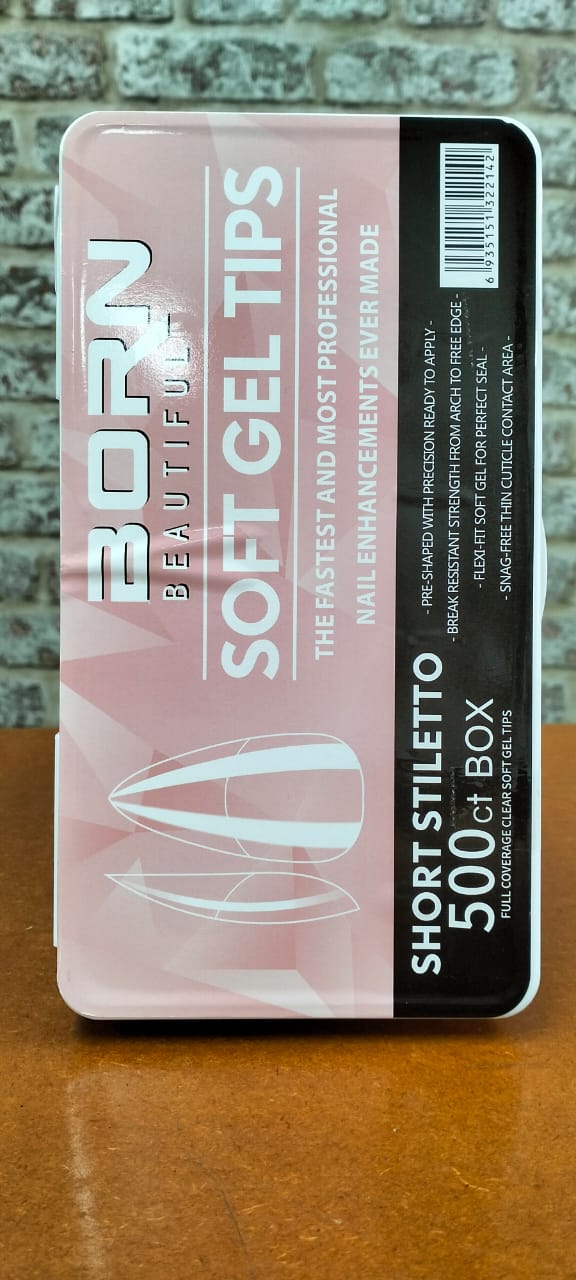 BORN
BEAUTIFUL
SOFT GEL TIPS
THE FASTEST AND MOST PROFESSIONAL
NAIL ENHANCEMENTS EVER MADE
SHORT STILETTO
500 ct BOX
FULL COVERAGE CLEAR SOFT GEL TIPS
- PRE-SHAPED WITH PRECISION READY TO APPLY -
- BREAK RESISTANT STRENGTH FROM ARCH TO FREE EDGE -
- FLEXI-FIT SOFT GEL FOR PERFECT SEAL -
- SNAG-FREE THIN CUTICLE CONTACT AREA -
6 935151 322142